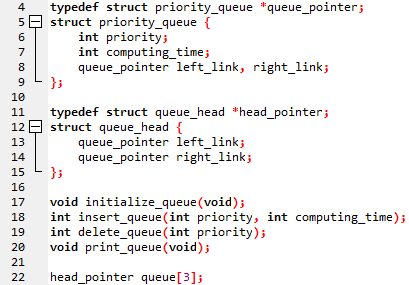 4 typedef struct priority_queue *queue_pointer;
5 struct priority_queue {
6 int priority;
7 int computing_time;
8 queue_pointer left_link, right_link;
9 };
10
11 typedef struct queue_head *head_pointer;
12 struct queue_head {
13 queue_pointer left_link;
14 queue_pointer right_link;
15 };
16
17 void initialize_queue(void);
18 int insert_queue(int priority, int computing_time);
19 int delete_queue(int priority);
20 void print_queue(void);
21
22 head_pointer queue[3];